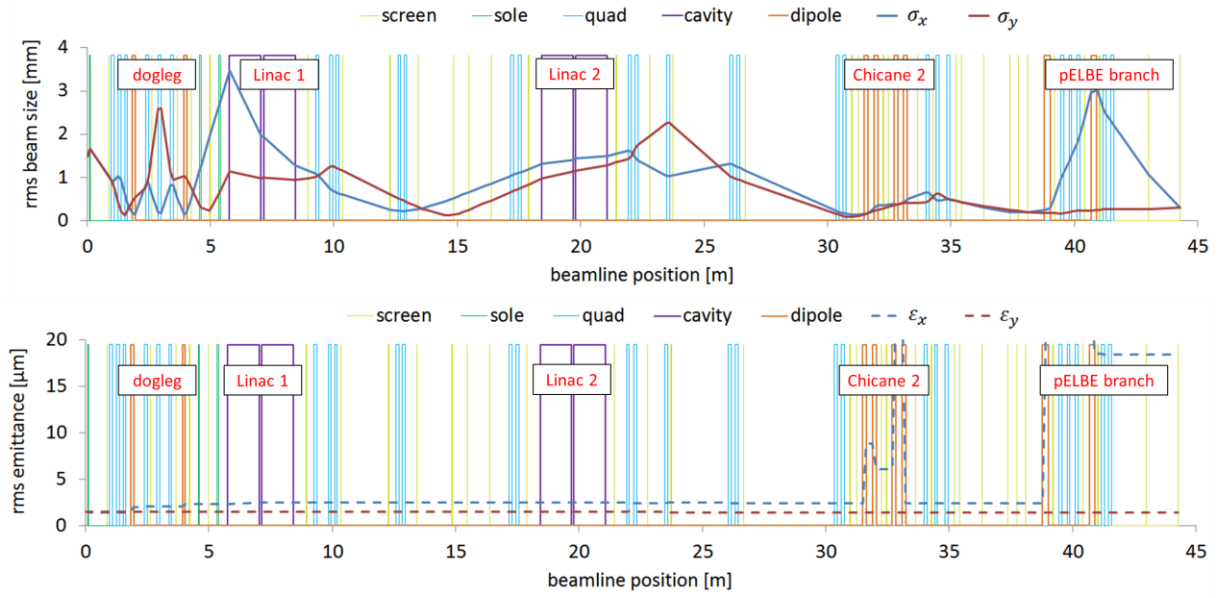 screen sole quad cavity dipole σx σy
rms beam size [mm]
4
3
2
1
0
dogleg Linac 1 Linac 2 Chicane 2 pELBE branch
0 5 10 15 20 25 30 35 40 45
beamline position [m]
screen sole quad cavity dipole εx εy
rms emittance [µm]
20
15
10
5
0
dogleg Linac 1 Linac 2 Chicane 2 pELBE branch
0 5 10 15 20 25 30 35 40 45
beamline position [m]